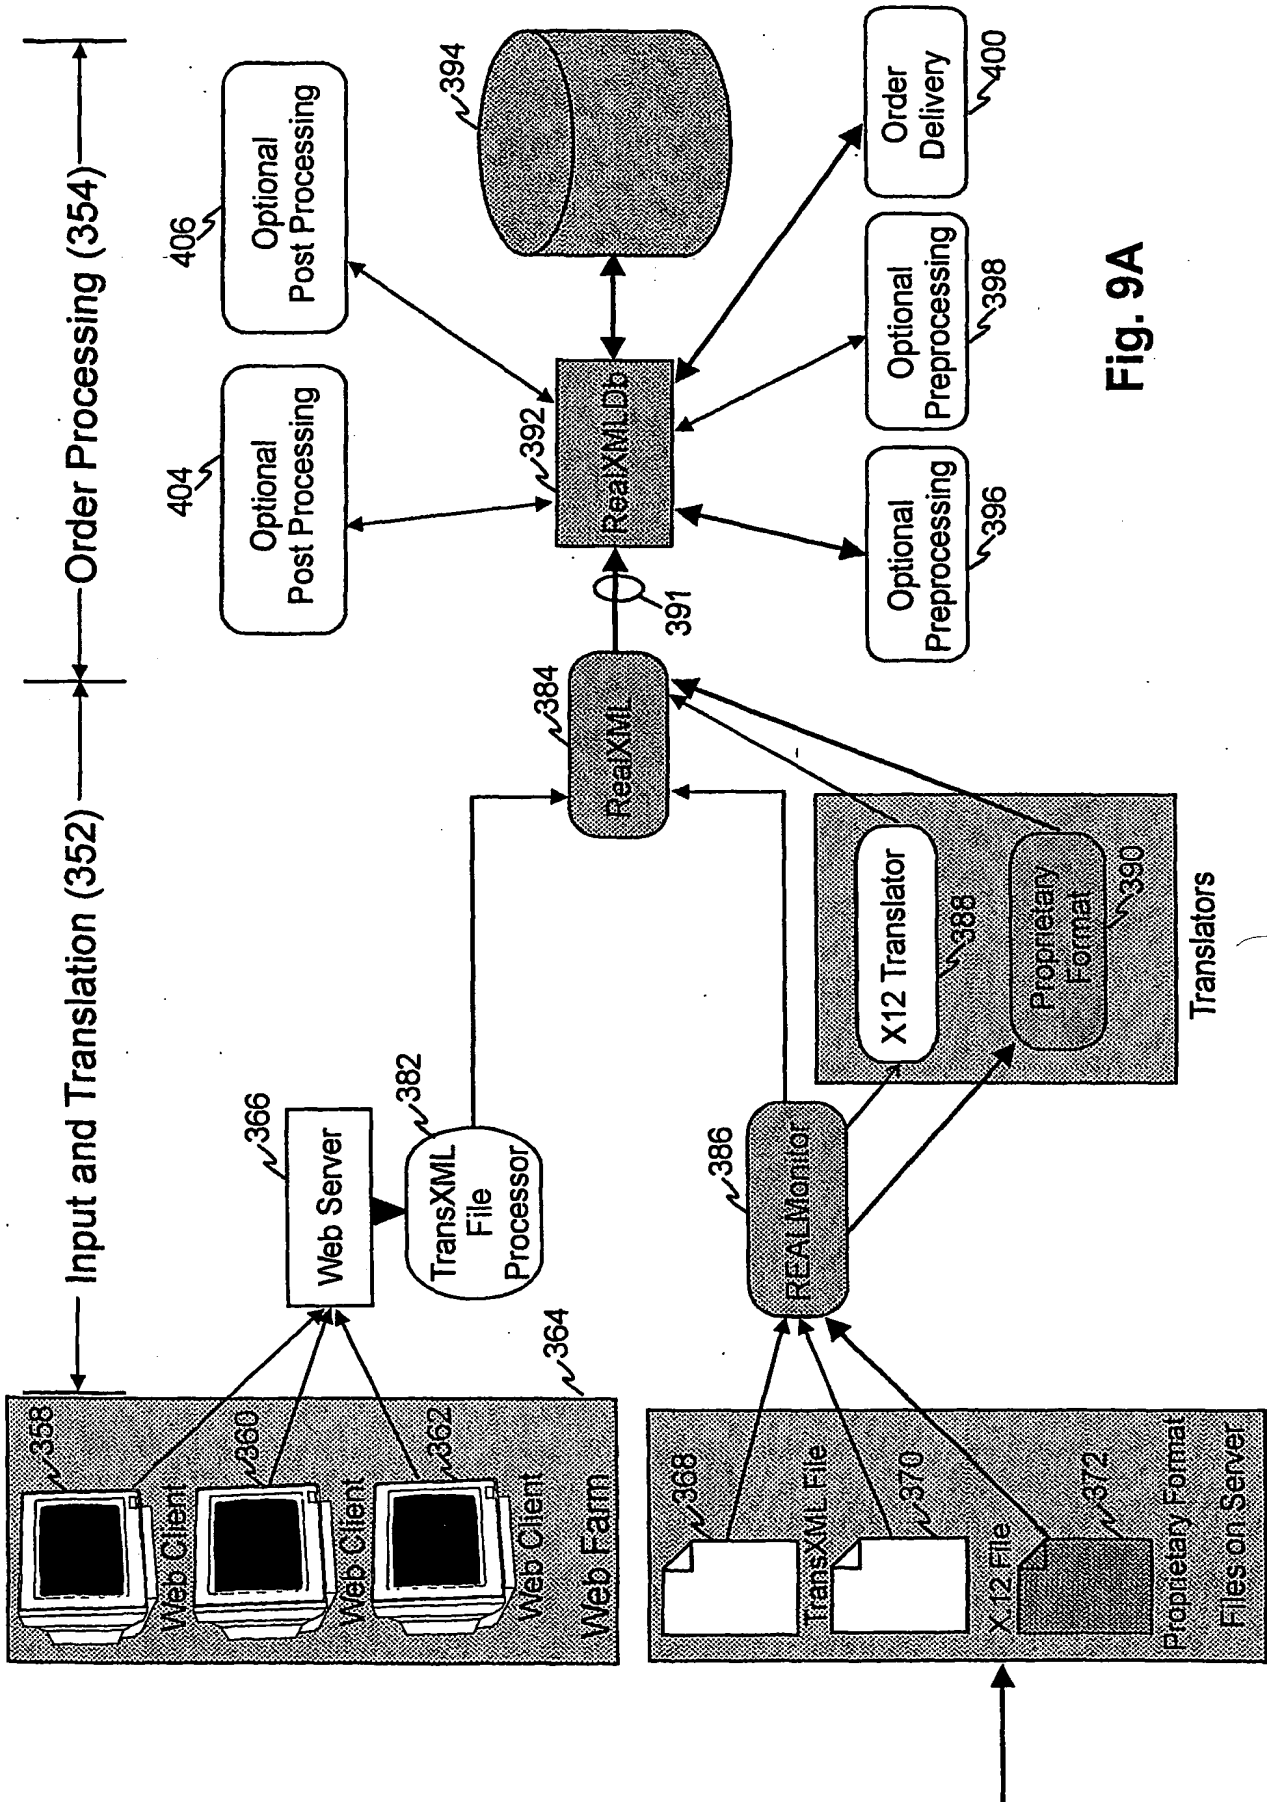 Input and Translation (352)
Order Processing (354)
358
Web Client
360
Web Client
362
Web Client
Web Farm
364
366
Web Server
382
TransXML
File
Processor
368
TransXML File
370
X.12 File
372
Proprietary Format
Files on Server
386
REALMonitor
X12 Translator
388
Proprietary
Format
390
Translators
384
RealXML
391
392
RealXMLDb
394
404
Optional
Post Processing
406
Optional
Post Processing
Optional
Preprocessing
396
Optional
Preprocessing
398
Order
Delivery
400
Fig. 9A